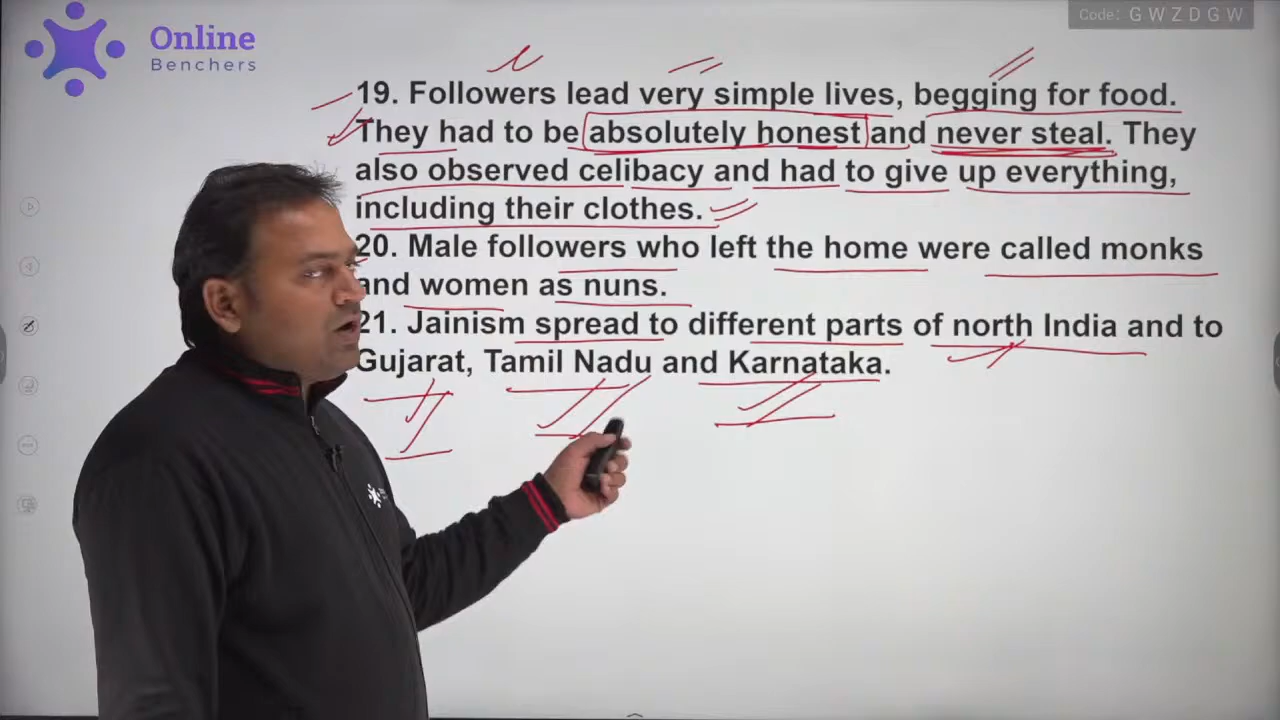 Online
Benchers
Code: GWZDGW
19. Followers lead very simple lives, begging for food.
They had to be absolutely honest and never steal. They
also observed celibacy and had to give up everything,
including their clothes.
20. Male followers who left the home were called monks
and women as nuns.
21. Jainism spread to different parts of north India and to
Gujarat, Tamil Nadu and Karnataka.